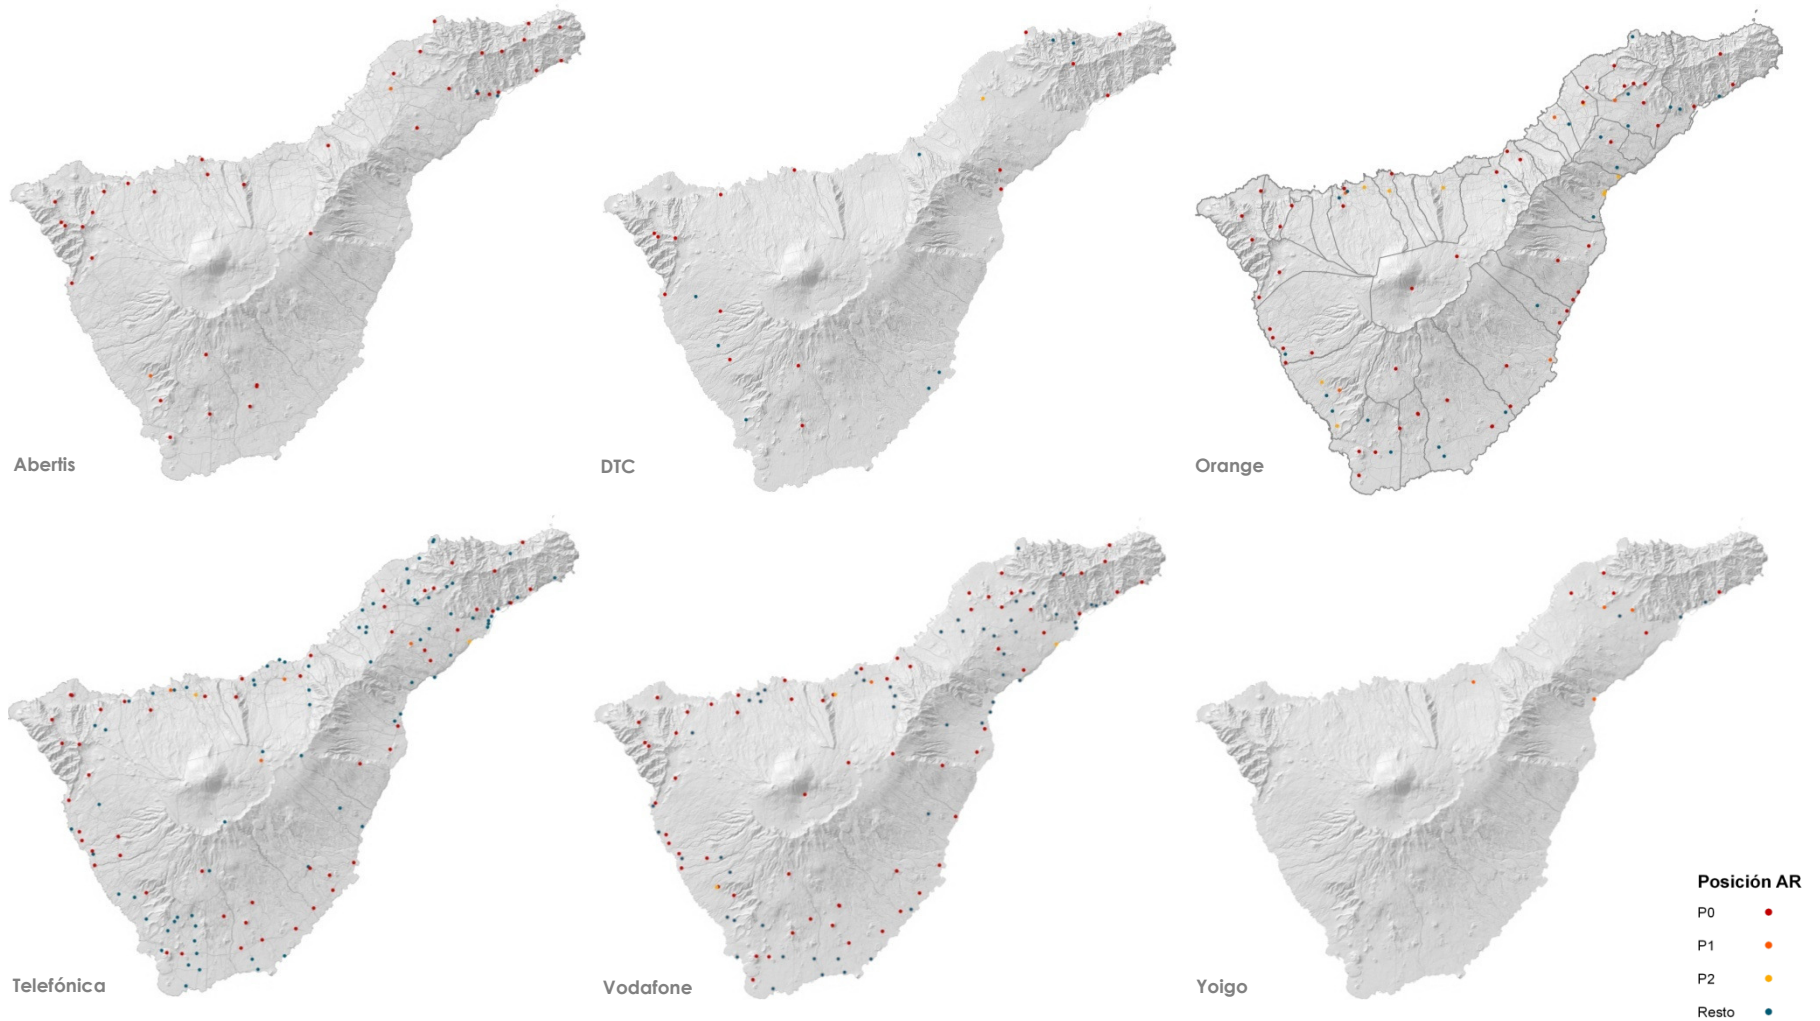 Abertis
DTC
Orange
Telefónica
Vodafone
Yoigo
Posición AR
P0
P1
P2
Resto